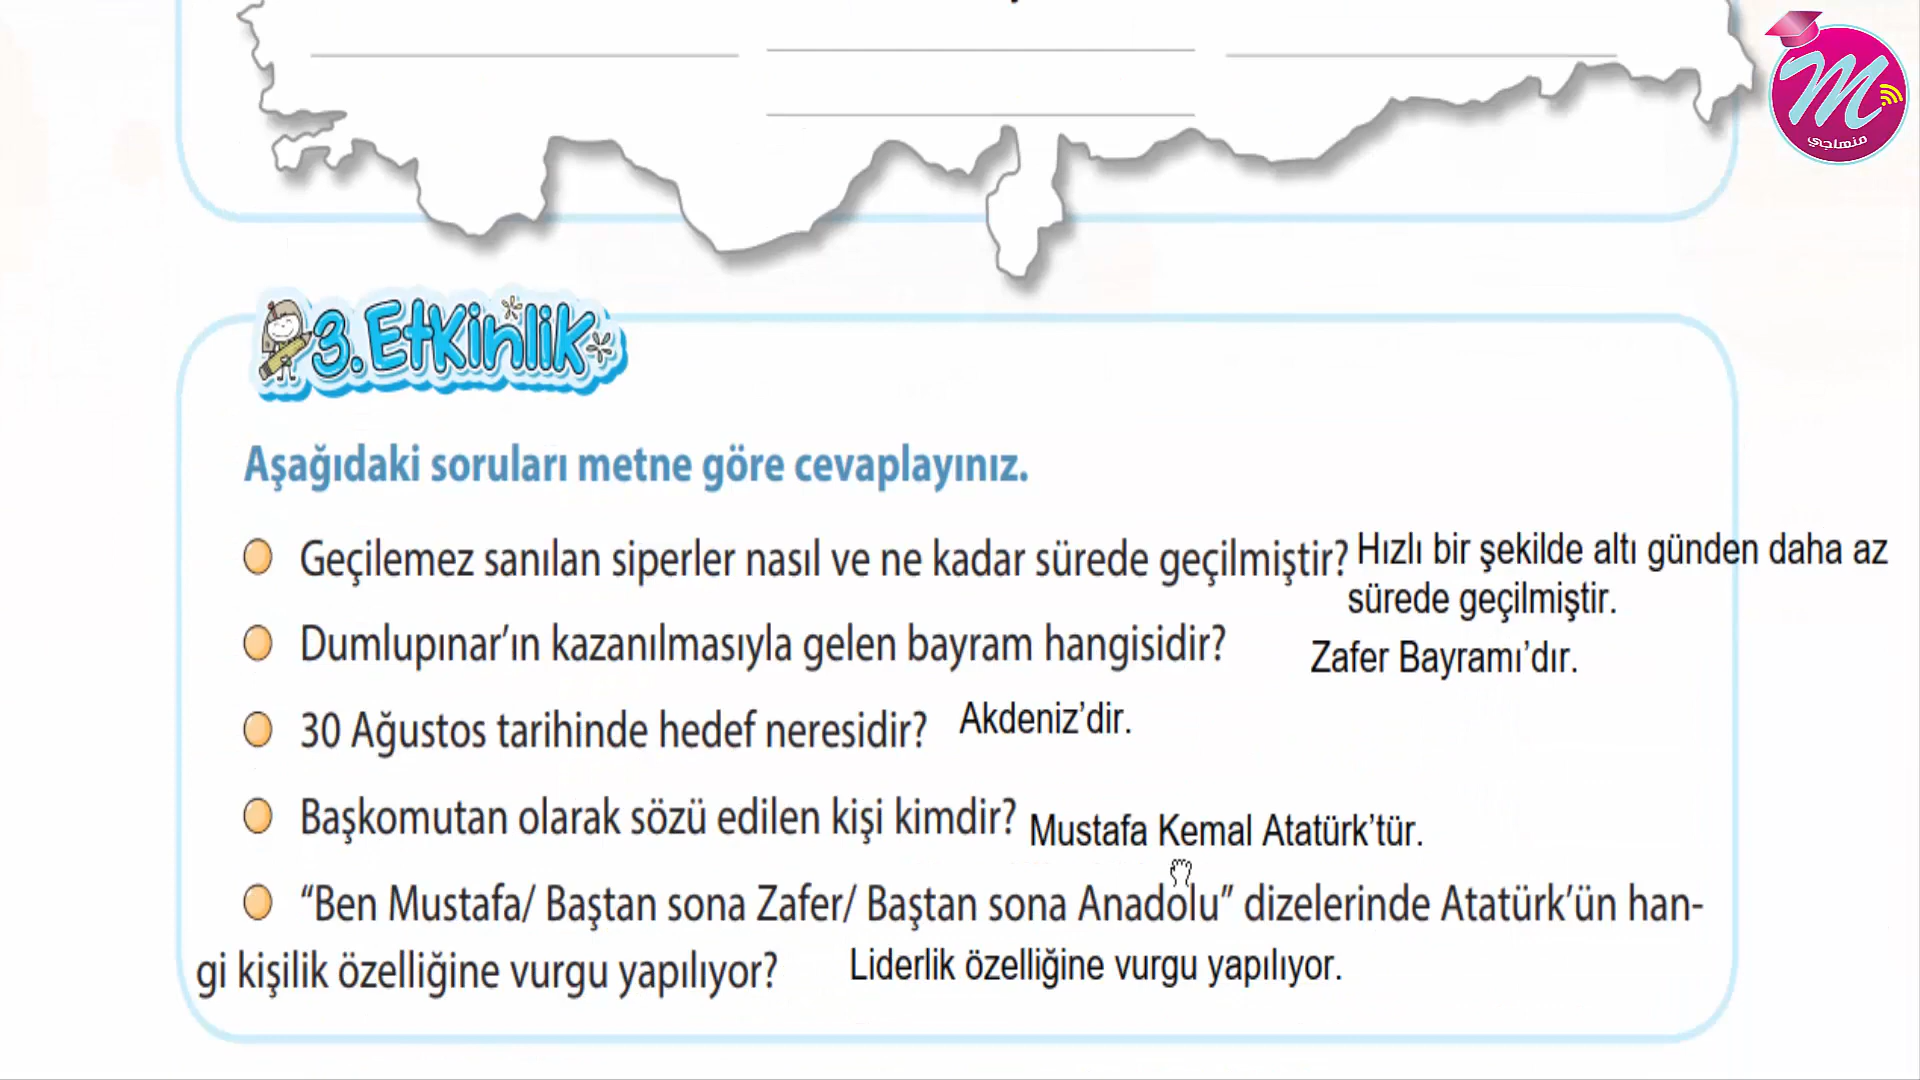 منهاجي
3. Etkinlik
Aşağıdaki soruları metne göre cevaplayınız.
Geçilemez sanılan siperler nasıl ve ne kadar sürede geçilmiştir? Hızlı bir şekilde altı günden daha az
sürede geçilmiştir.
Dumlupınar’ın kazanılmasıyla gelen bayram hangisidir? Zafer Bayramı’dır.
30 Ağustos tarihinde hedef neresidir? Akdeniz’dir.
Başkomutan olarak sözü edilen kişi kimdir? Mustafa Kemal Atatürk’tür.
“Ben Mustafa/ Baştan sona Zafer/ Baştan sona Anadolu” dizelerinde Atatürk’ün han-
gi kişilik özelliğine vurgu yapılıyor? Liderlik özelliğine vurgu yapılıyor.